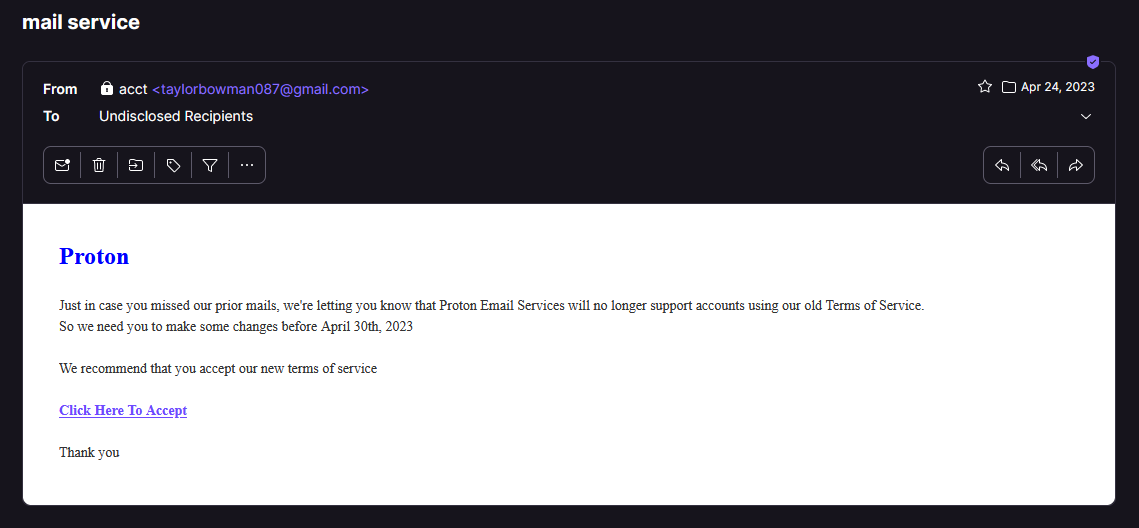 mail service
From acct <taylorbowman087@gmail.com> Apr 24, 2023
To Undisclosed Recipients
Proton
Just in case you missed our prior mails, we're letting you know that Proton Email Services will no longer support accounts using our old Terms of Service.
So we need you to make some changes before April 30th, 2023
We recommend that you accept our new terms of service
Click Here To Accept
Thank you